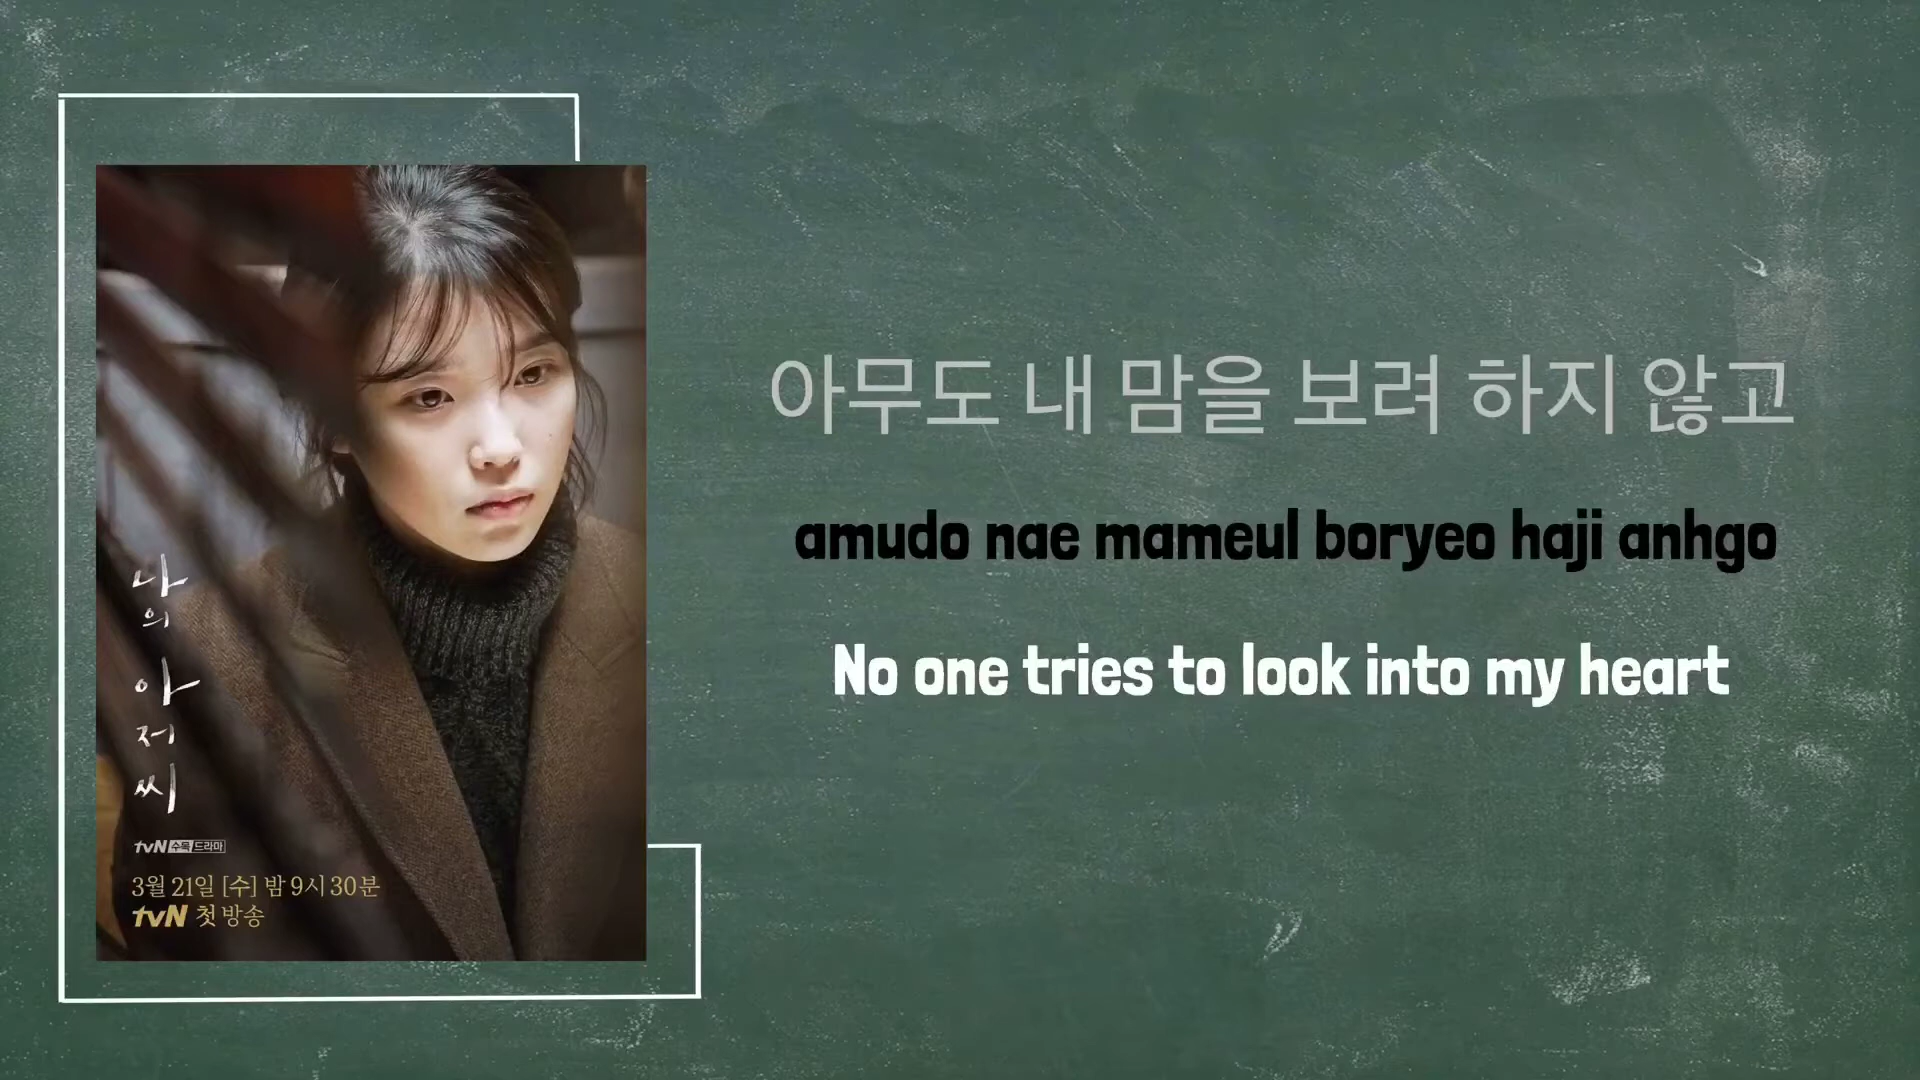 나의 아저씨
tvN 수목드라마
3월 21일 [수] 밤 9시 30분
tvN 첫 방송
아무도 내 맘을 보려 하지 않고
amudo nae mameul boryeo haji anhgo
No one tries to look into my heart